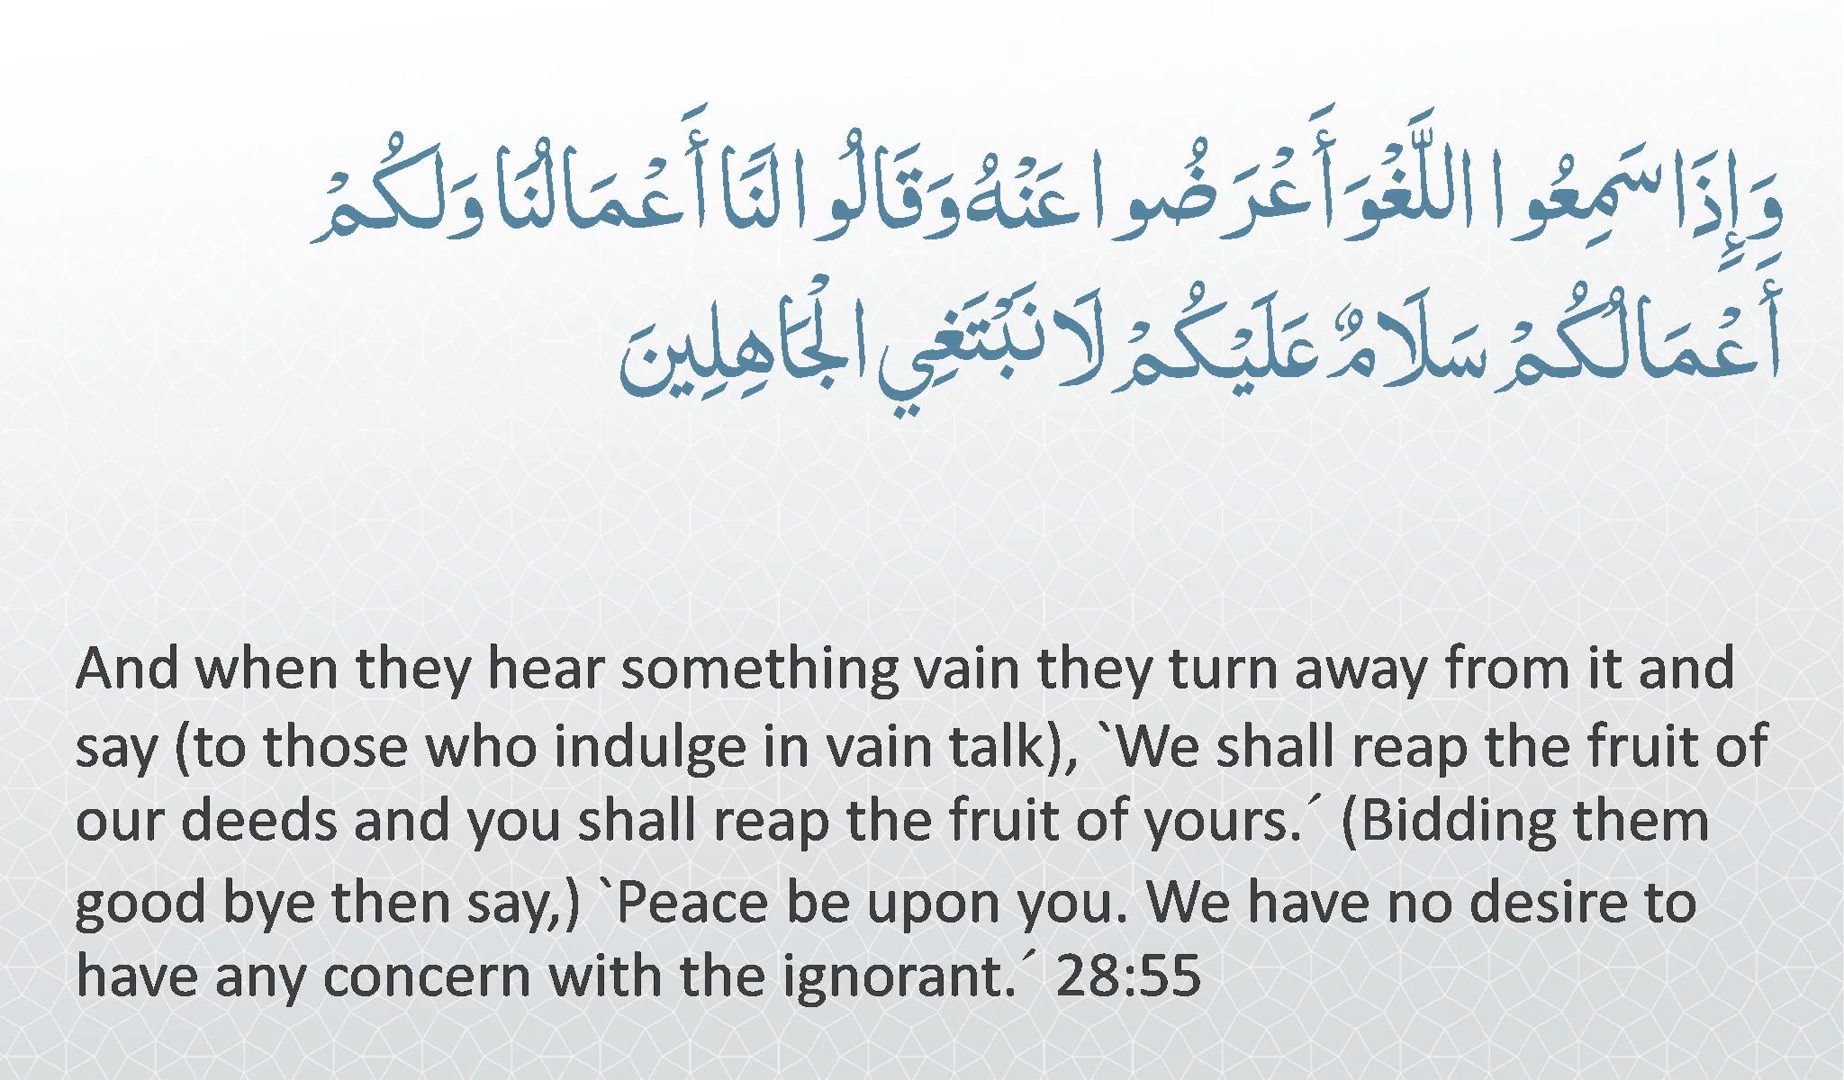 وَإِذَا سَمِعُوا اللَّغْوَ أَعْرَضُوا عَنْهُ وَقَالُوا لَنَا أَعْمَالُنَا وَلَكُمْ
أَعْمَالُكُمْ سَلَامٌ عَلَيْكُمْ لَا نَبْتَغِي الْجَاهِلِينَ
And when they hear something vain they turn away from it and
say (to those who indulge in vain talk), `We shall reap the fruit of
our deeds and you shall reap the fruit of yours.´ (Bidding them
good bye then say,) `Peace be upon you. We have no desire to
have any concern with the ignorant.´ 28:55